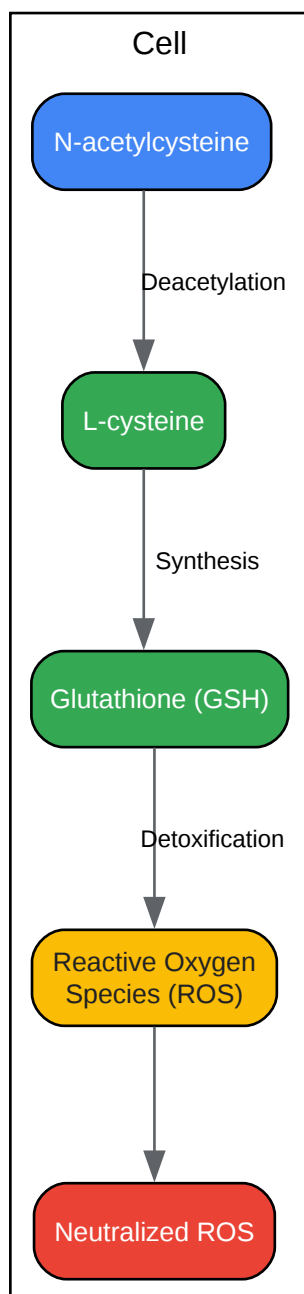 Cell
N-acetylcysteine
Deacetylation
L-cysteine
Synthesis
Glutathione (GSH)
Detoxification
Reactive Oxygen
Species (ROS)
Neutralized ROS